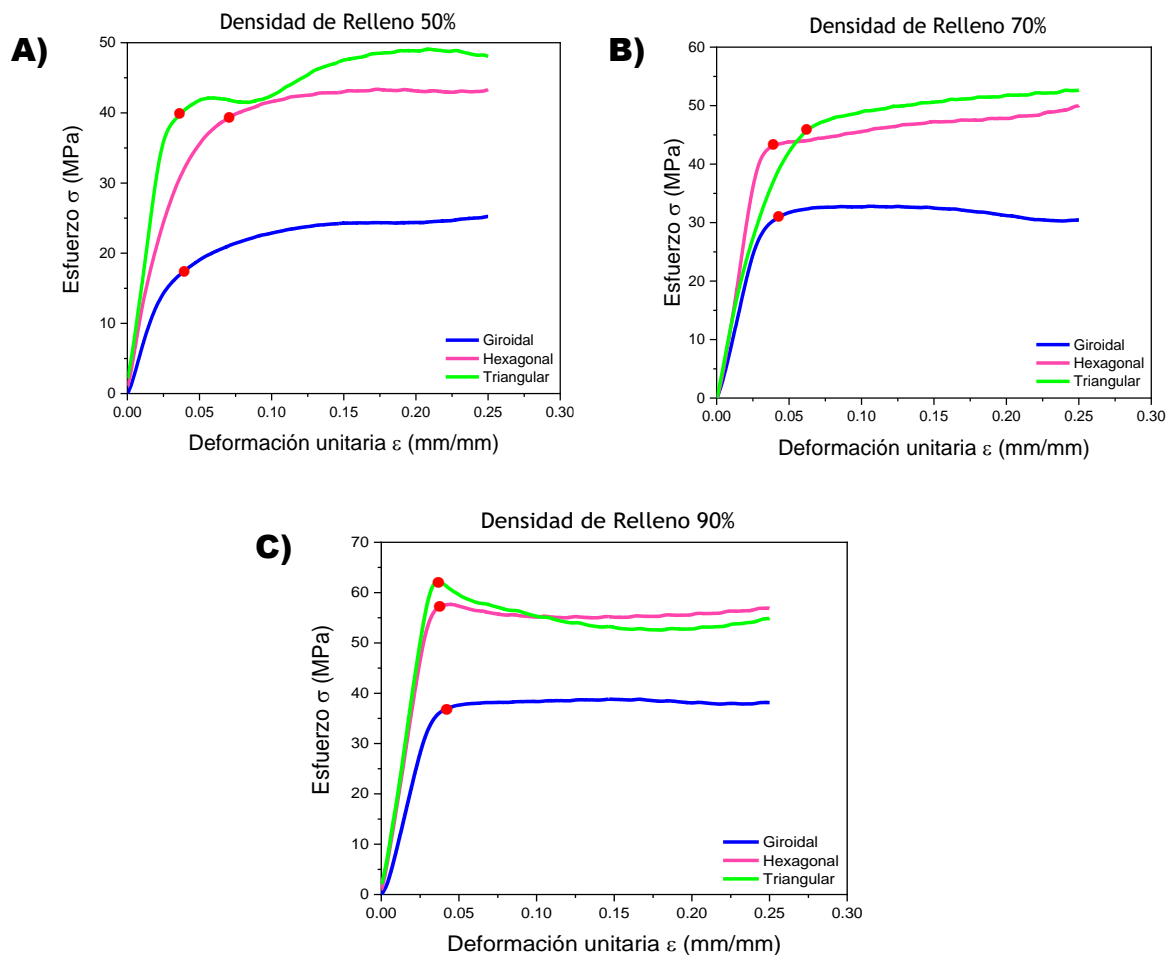 A)
Densidad de Relleno 50%
Esfuerzo σ (MPa)
50
40
30
20
10
0
0.00 0.05 0.10 0.15 0.20 0.25 0.30
Deformación unitaria ε (mm/mm)
Giroidal
Hexagonal
Triangular
B)
Densidad de Relleno 70%
Esfuerzo σ (MPa)
60
50
40
30
20
10
0
0.00 0.05 0.10 0.15 0.20 0.25 0.30
Deformación unitaria ε (mm/mm)
Giroidal
Hexagonal
Triangular
C)
Densidad de Relleno 90%
Esfuerzo σ (MPa)
70
60
50
40
30
20
10
0
0.00 0.05 0.10 0.15 0.20 0.25 0.30
Deformación unitaria ε (mm/mm)
Giroidal
Hexagonal
Triangular